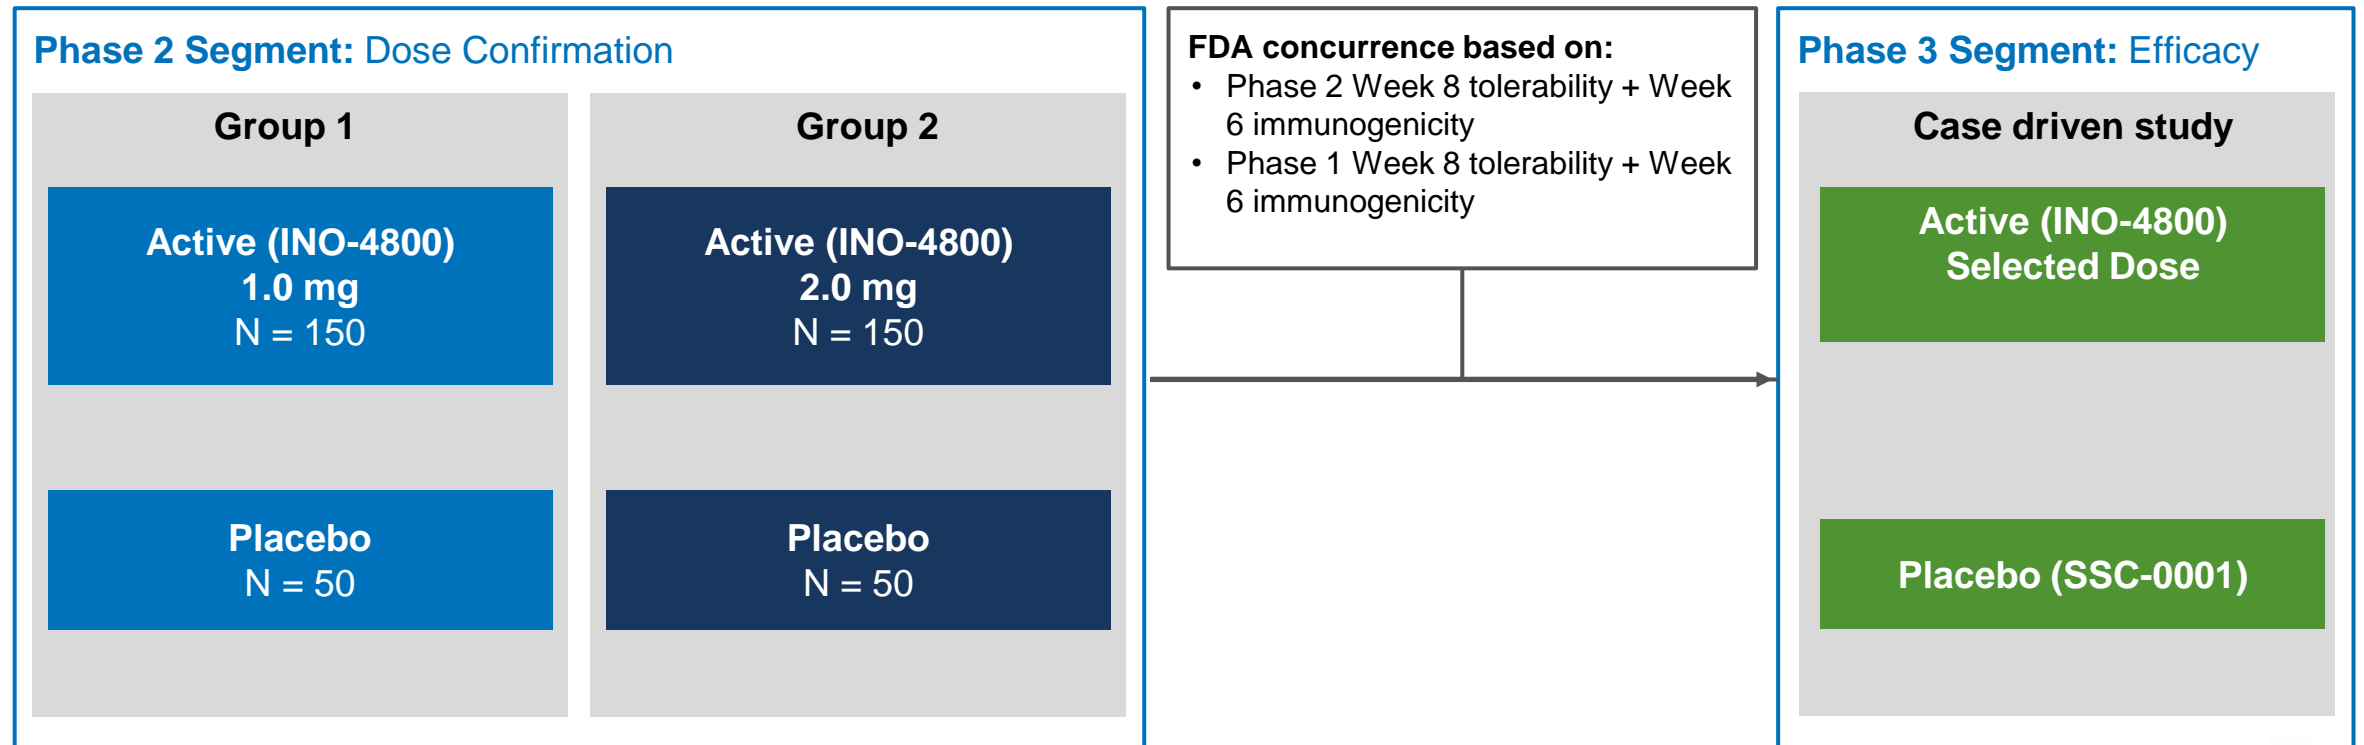 Phase 2 Segment: Dose Confirmation
Group 1
Active (INO-4800)
1.0 mg
N = 150
Placebo
N = 50
Group 2
Active (INO-4800)
2.0 mg
N = 150
Placebo
N = 50
FDA concurrence based on:
• Phase 2 Week 8 tolerability + Week
6 immunogenicity
• Phase 1 Week 8 tolerability + Week
6 immunogenicity
Phase 3 Segment: Efficacy
Case driven study
Active (INO-4800)
Selected Dose
Placebo (SSC-0001)